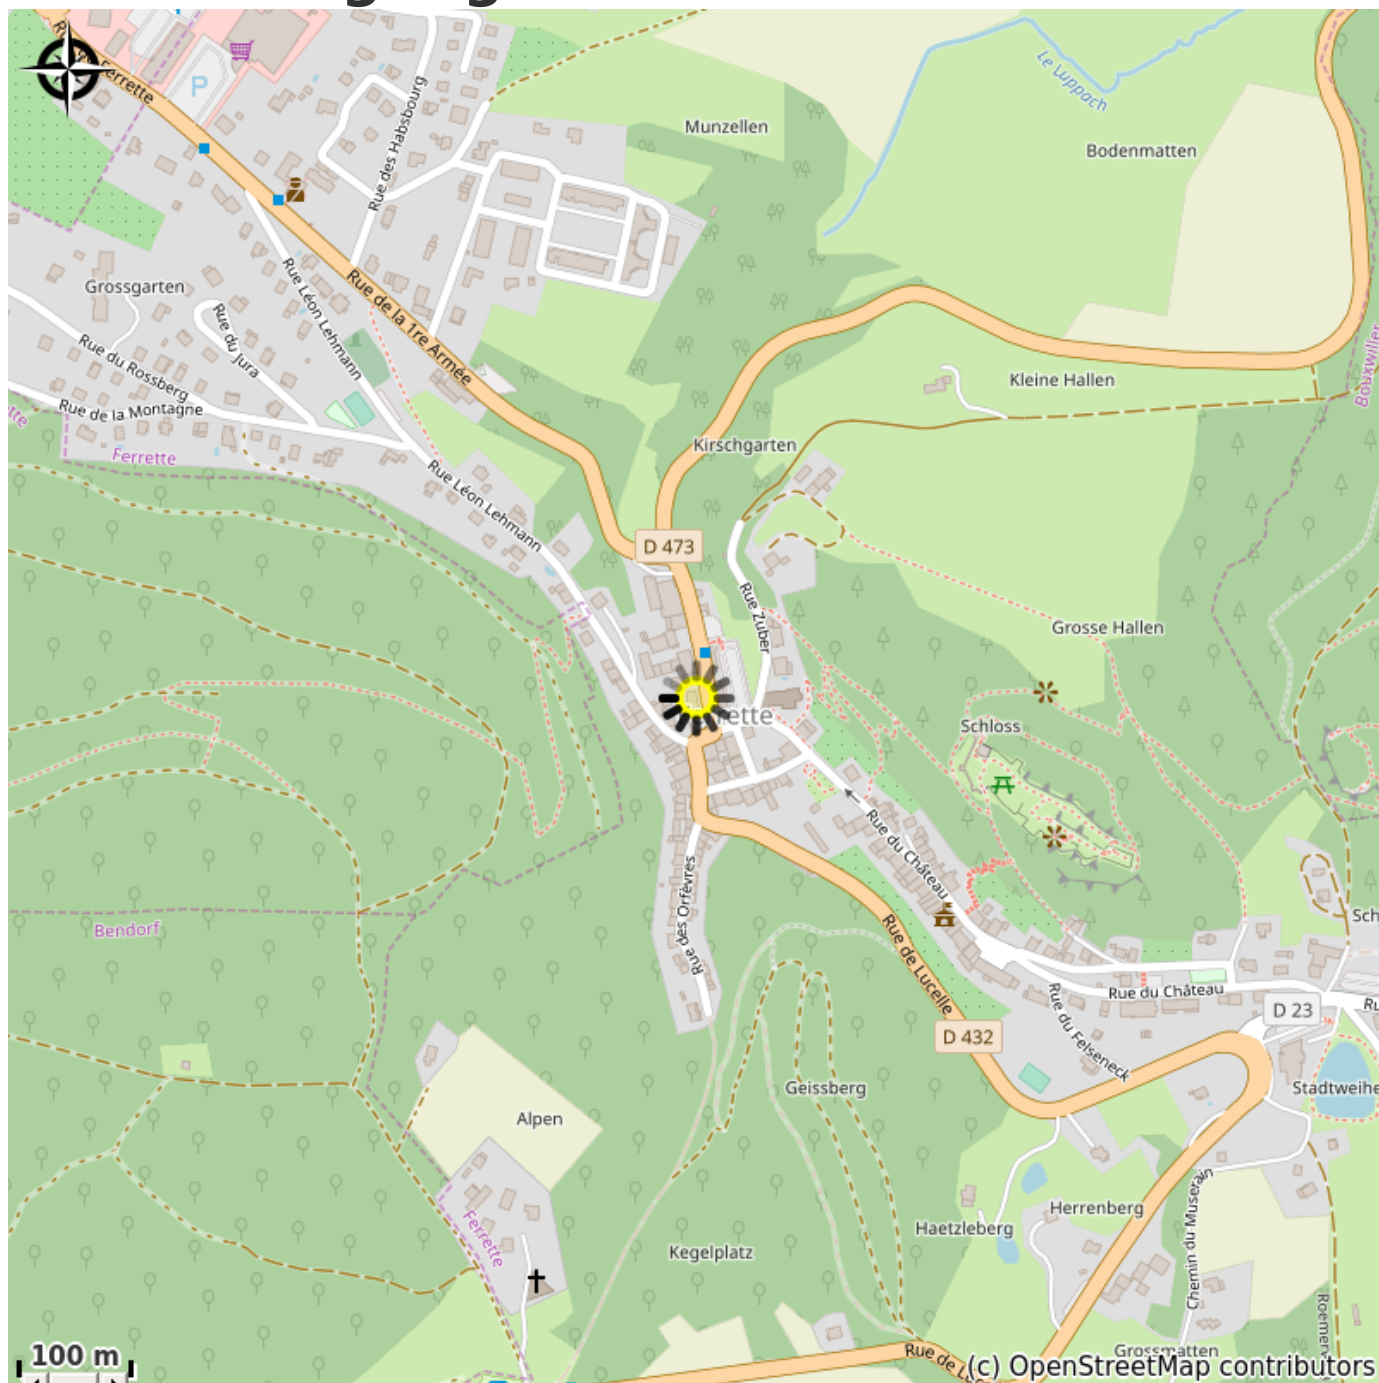 Le Luppach
Munzellen
Bodenmatten
P
Rue des Habsbourg
Grossgarten
Rue Léon Lehmann
Rue de la 1re Armée
Rue du Jura
Rue du Rossberg
Rue de la Montagne
Bouxwiller
Kleine Hallen
Kirschgarten
Ferrette
Rue Léon Lehmann
D 473
Rue Zuber
Grosse Hallen
Schloss
Rue du Château
Rue des Orfèvres
Bendorf
Rue de Lucelle
Rue du Château
D 23
Rue du Felseneck
D 432
Geissberg
Stadtweihe
Alpen
Chemin du Muserain
Herrenberg
Haetzleberg
Ferrette
Kegelplatz
Grossmatten
100 m
(c) OpenStreetMap contributors